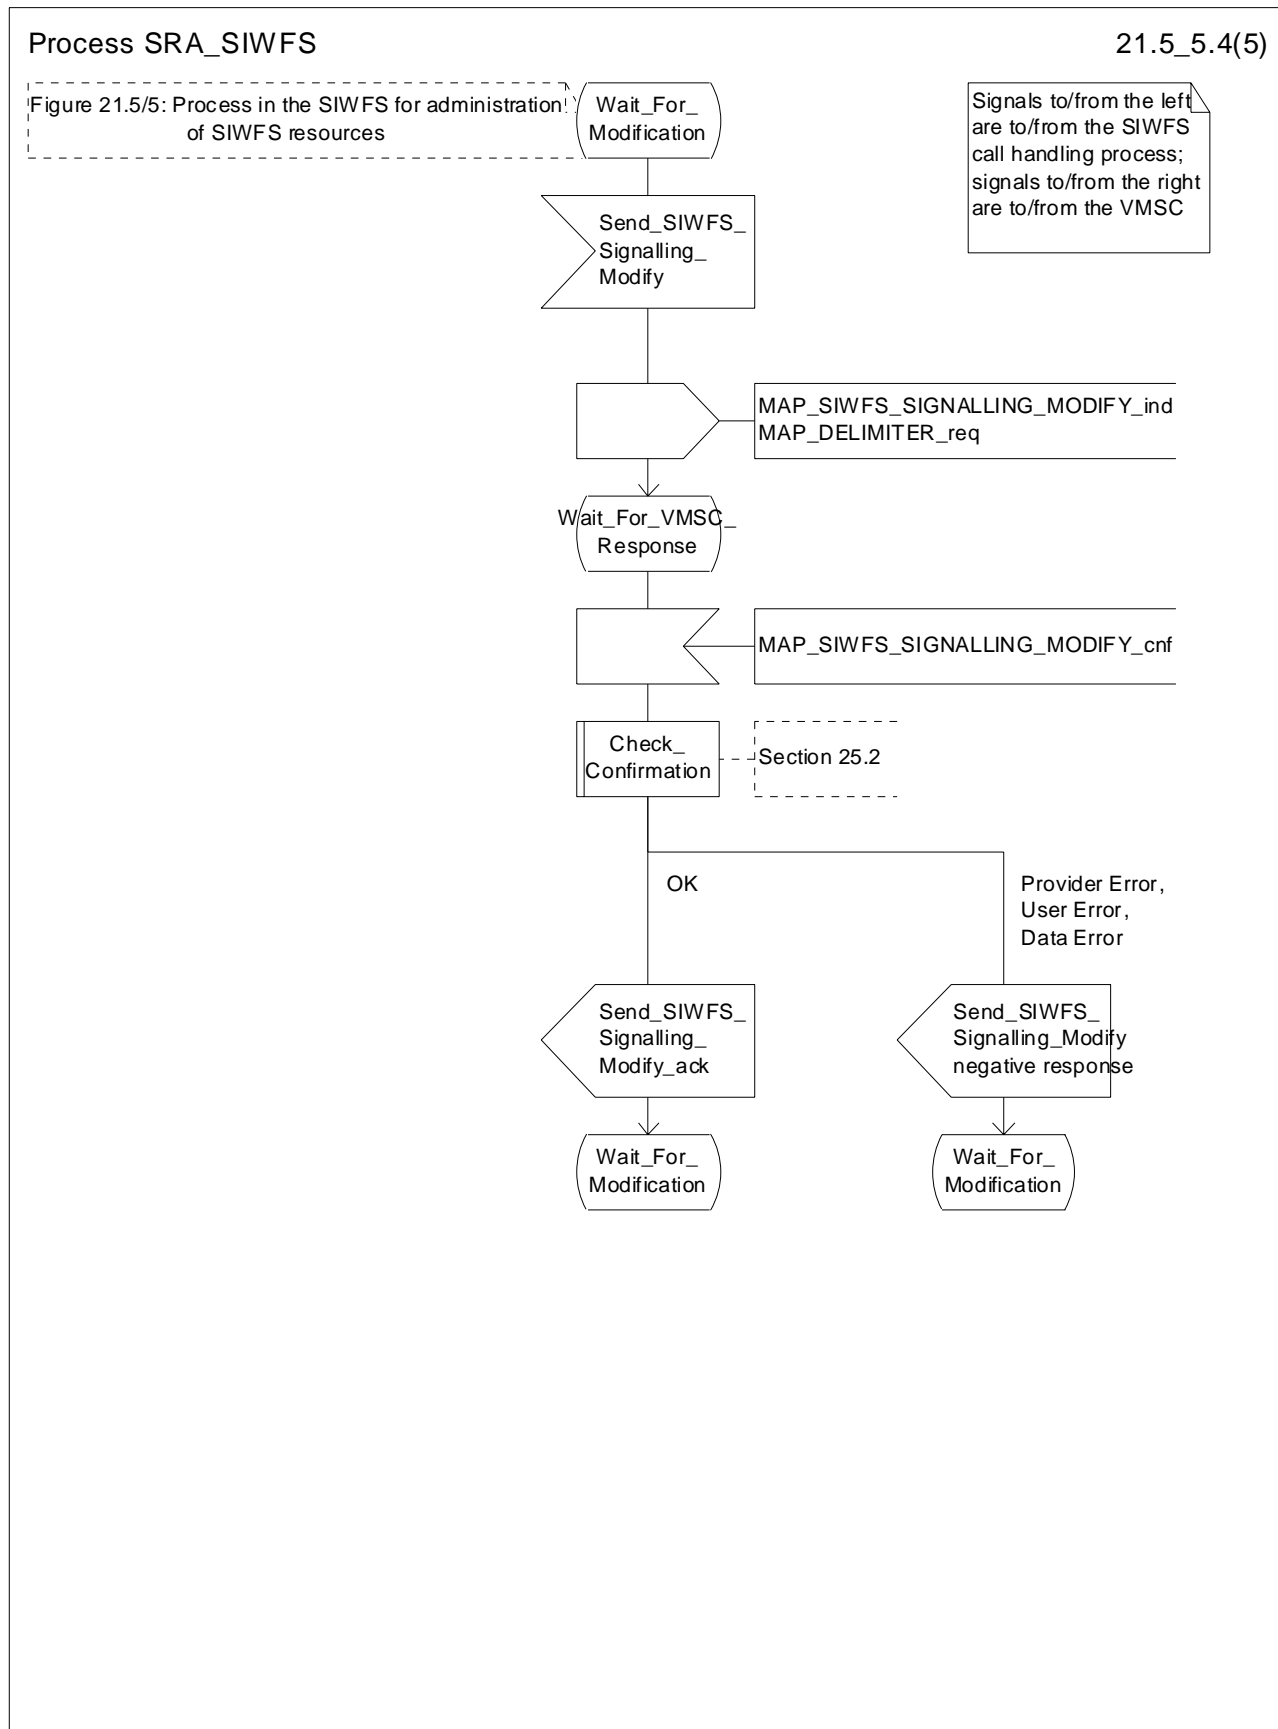 Process SRA_SIWFS
21.5_5.4(5)
Figure 21.5/5: Process in the SIWFS for administration
of SIWFS resources
Wait_For_
Modification
Signals to/from the left
are to/from the SIWFS
call handling process;
signals to/from the right
are to/from the VMSC
Send_SIWFS_
Signalling_
Modify
MAP_SIWFS_SIGNALLING_MODIFY_ind
MAP_DELIMITER_req
Wait_For_VMSC_
Response
MAP_SIWFS_SIGNALLING_MODIFY_cnf
Check_
Confirmation
Section 25.2
OK
Provider Error,
User Error,
Data Error
Send_SIWFS_
Signalling_
Modify_ack
Send_SIWFS_
Signalling_Modify
negative response
Wait_For_
Modification
Wait_For_
Modification